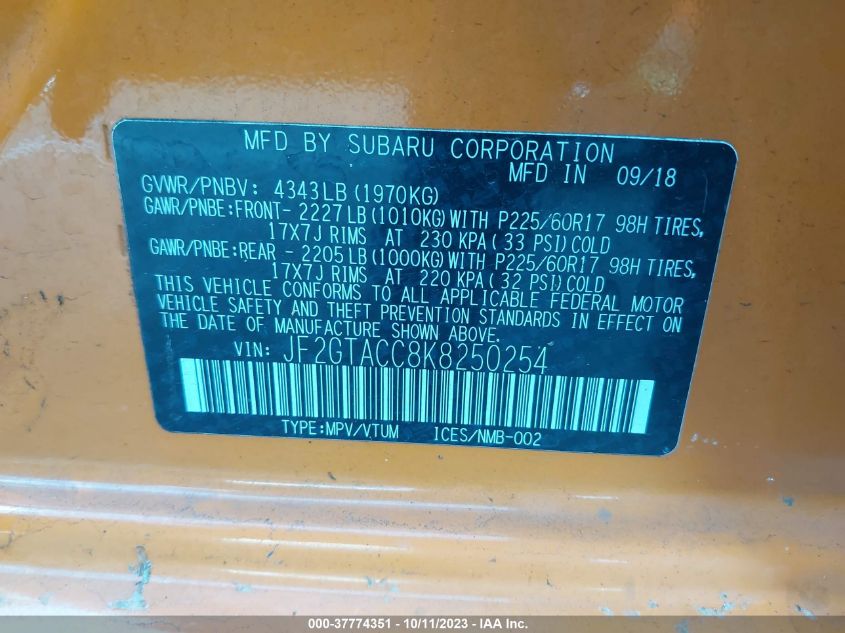 MFD BY SUBARU CORPORATION
MFD IN 09/18
GVWR/PNBV: 4343LB(1970KG)
GAWR/PNBE:FRONT- 2227LB(1010KG)WITH P225/60R17 98H TIRES,
17X7J RIMS AT 230 KPA(33 PSI)COLD
GAWR/PNBE:REAR - 2205LB(1000KG)WITH P225/60R17 98H TIRES,
17X7J RIMS AT 220 KPA(32 PSI)COLD
THIS VEHICLE CONFORMS TO ALL APPLICABLE FEDERAL MOTOR
VEHICLE SAFETY AND THEFT PREVENTION STANDARDS IN EFFECT ON
THE DATE OF MANUFACTURE SHOWN ABOVE.
VIN: JF2GTACC8K8250254
TYPE:MPV/VTUM ICES/NMB-002
000-37774351 - 10/11/2023 - IAA Inc.